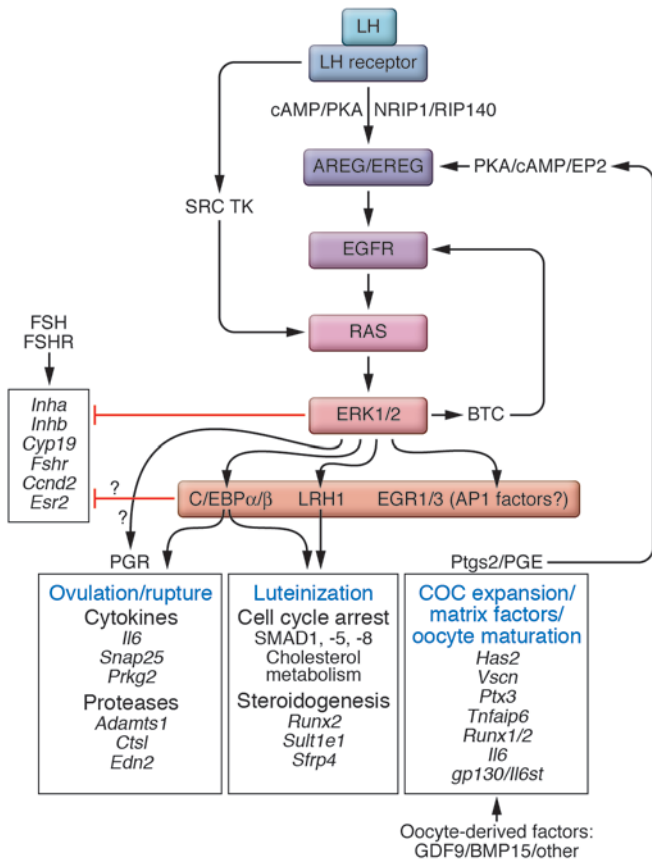 LH
LH receptor
cAMP/PKA NRIP1/RIP140
AREG/EREG
PKA/cAMP/EP2
SRC TK
EGFR
FSH
FSHR
RAS
Inha
Inhb
Cyp19
Fshr
Ccnd2
Esr2
ERK1/2
BTC
?
?
C/EBPα/β LRH1 EGR1/3 (AP1 factors?)
PGR
Ptgs2/PGE
Ovulation/rupture
Cytokines
Il6
Snap25
Prkg2
Proteases
Adamts1
Ctsl
Edn2
Luteinization
Cell cycle arrest
SMAD1, -5, -8
Cholesterol
metabolism
Steroidogenesis
Runx2
Sult1e1
Sfrp4
COC expansion/
matrix factors/
oocyte maturation
Has2
Vscn
Ptx3
Tnfaip6
Runx1/2
Il6
gp130/Il6st
Oocyte-derived factors:
GDF9/BMP15/other